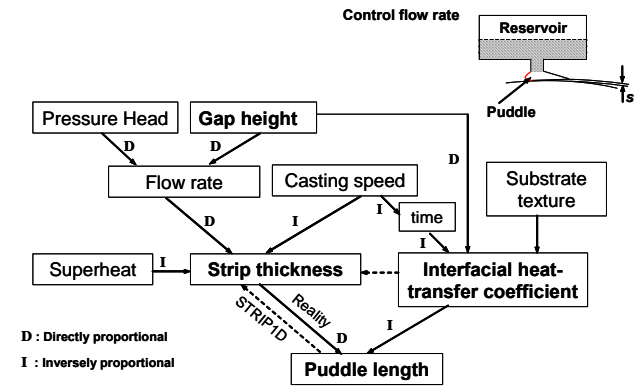 Control flow rate
Reservoir
s
Puddle
Pressure Head
Gap height
D
D
D
Flow rate
Casting speed
Substrate
texture
I
time
D
I
I
Superheat
I
Strip thickness
Interfacial heat-
transfer coefficient
Reality
STRIP1D
D
I
D : Directly proportional
I : Inversely proportional
Puddle length